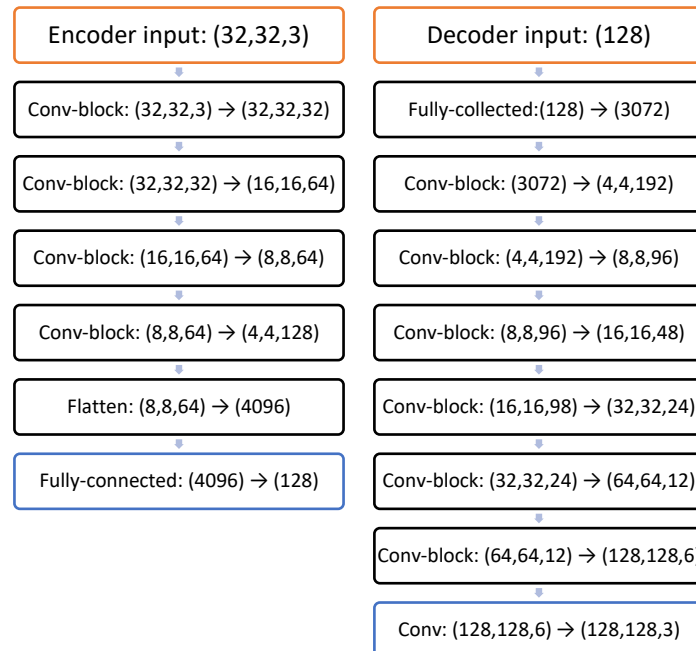 Encoder input: (32,32,3)
Conv-block: (32,32,3) → (32,32,32)
Conv-block: (32,32,32) → (16,16,64)
Conv-block: (16,16,64) → (8,8,64)
Conv-block: (8,8,64) → (4,4,128)
Flatten: (8,8,64) → (4096)
Fully-connected: (4096) → (128)
Decoder input: (128)
Fully-collected:(128) → (3072)
Conv-block: (3072) → (4,4,192)
Conv-block: (4,4,192) → (8,8,96)
Conv-block: (8,8,96) → (16,16,48)
Conv-block: (16,16,98) → (32,32,24)
Conv-block: (32,32,24) → (64,64,12)
Conv-block: (64,64,12) → (128,128,6)
Conv: (128,128,6) → (128,128,3)